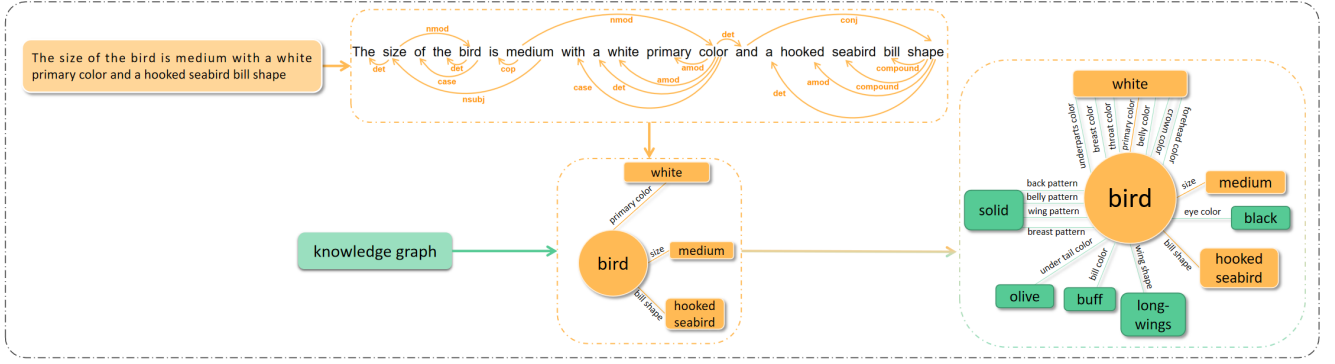 The size of the bird is medium with a white
primary color and a hooked seabird bill shape
nmod
nmod
det
conj
The size of the bird is medium with a white primary color and a hooked seabird bill shape
det
det
cop
amod
compound
case
amod
amod
nsubj
case
det
det
compound
knowledge graph
white
primary color
bird
size
medium
bill shape
hooked
seabird
white
underparts color
breast color
throat color
primary color
belly color
crown color
forehead color
bird
size
medium
back pattern
belly pattern
wing pattern
breast pattern
solid
eye color
black
bill shape
hooked
seabird
under tail color
olive
bill color
buff
wing shape
long-
wings